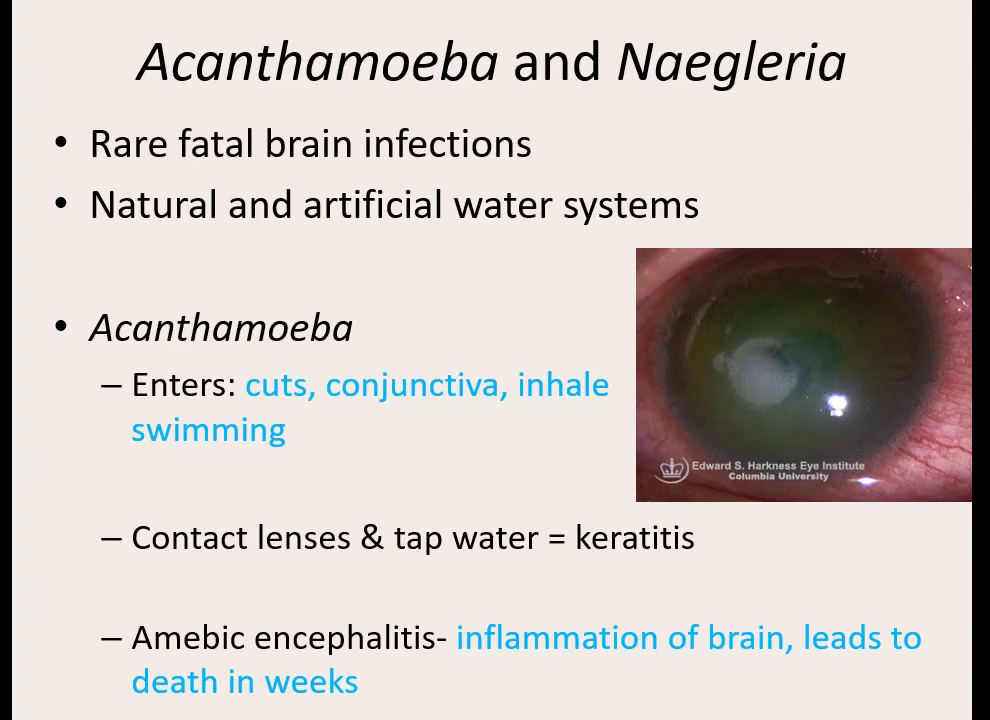 Acanthamoeba and Naegleria
• Rare fatal brain infections
• Natural and artificial water systems
• Acanthamoeba
– Enters: cuts, conjunctiva, inhale
swimming
Edward S. Harkness Eye Institute
Columbia University
– Contact lenses & tap water = keratitis
– Amebic encephalitis- inflammation of brain, leads to
death in weeks